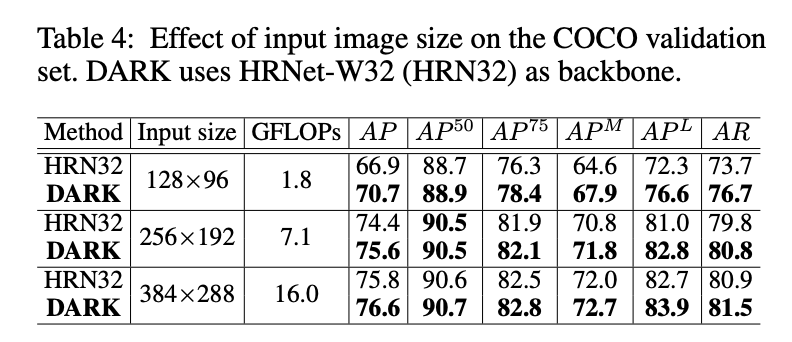 Table 4: Effect of input image size on the COCO validation
set. DARK uses HRNet-W32 (HRN32) as backbone.
Method Input size GFLOPs AP AP^50 AP^75 AP^M AP^L AR
HRN32 128×96 1.8 66.9 88.7 76.3 64.6 72.3 73.7
DARK 70.7 88.9 78.4 67.9 76.6 76.7
HRN32 256×192 7.1 74.4 90.5 81.9 70.8 81.0 79.8
DARK 75.6 90.5 82.1 71.8 82.8 80.8
HRN32 384×288 16.0 75.8 90.6 82.5 72.0 82.7 80.9
DARK 76.6 90.7 82.8 72.7 83.9 81.5